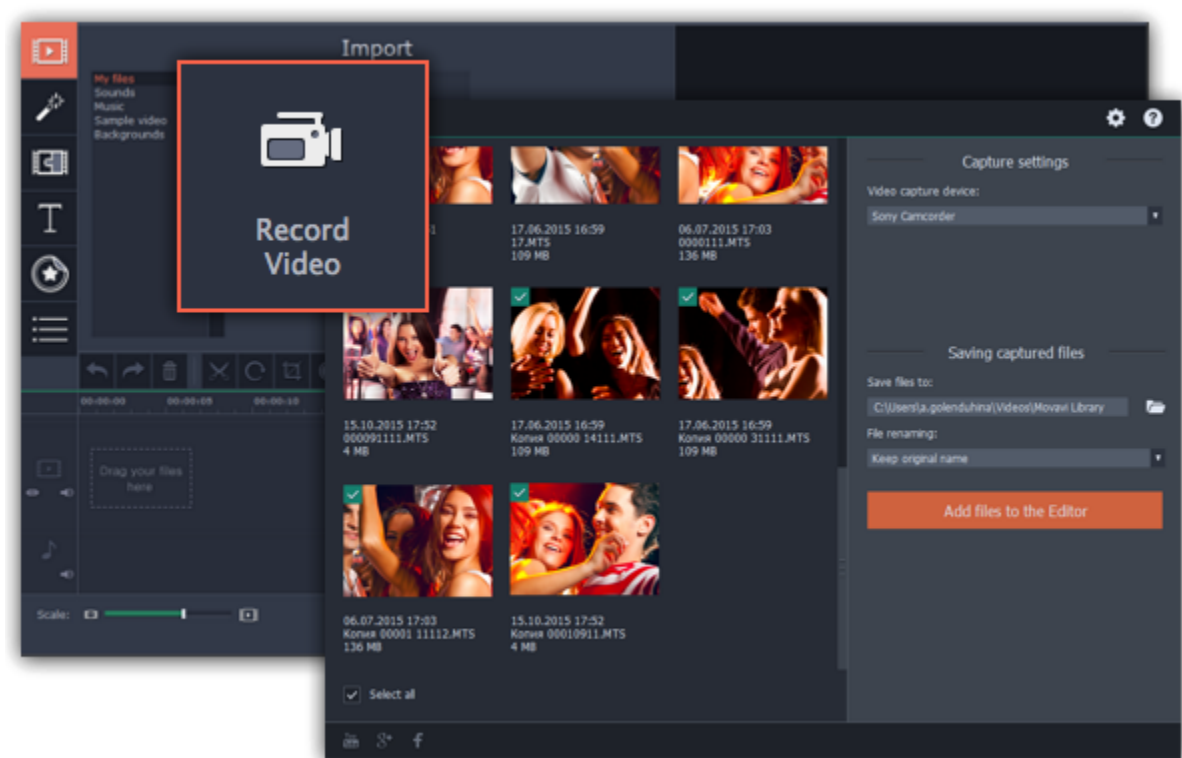 Import
My files
Sounds
Music
Sample video
Backgrounds
Record
Video
Capture settings
Video capture device:
Sony Camcorder
17.06.2015 16:59
17.MTS
109 MB
06.07.2015 17:03
0000111.MTS
136 MB
15.10.2015 17:52
000091111.MTS
4 MB
17.06.2015 16:59
Копия 00000 14111.MTS
109 MB
17.06.2015 16:59
Копия 00000 31111.MTS
109 MB
Saving captured files
Save files to:
C:\Users\a.golenduhina\Videos\Movavi Library
File renaming:
Keep original name
Add files to the Editor
00:00:00
00:00:05
00:00:10
Drag your files
here
T
06.07.2015 17:03
Копия 00001 11112.MTS
136 MB
15.10.2015 17:52
Копия 00010911.MTS
4 MB
Scale:
Select all